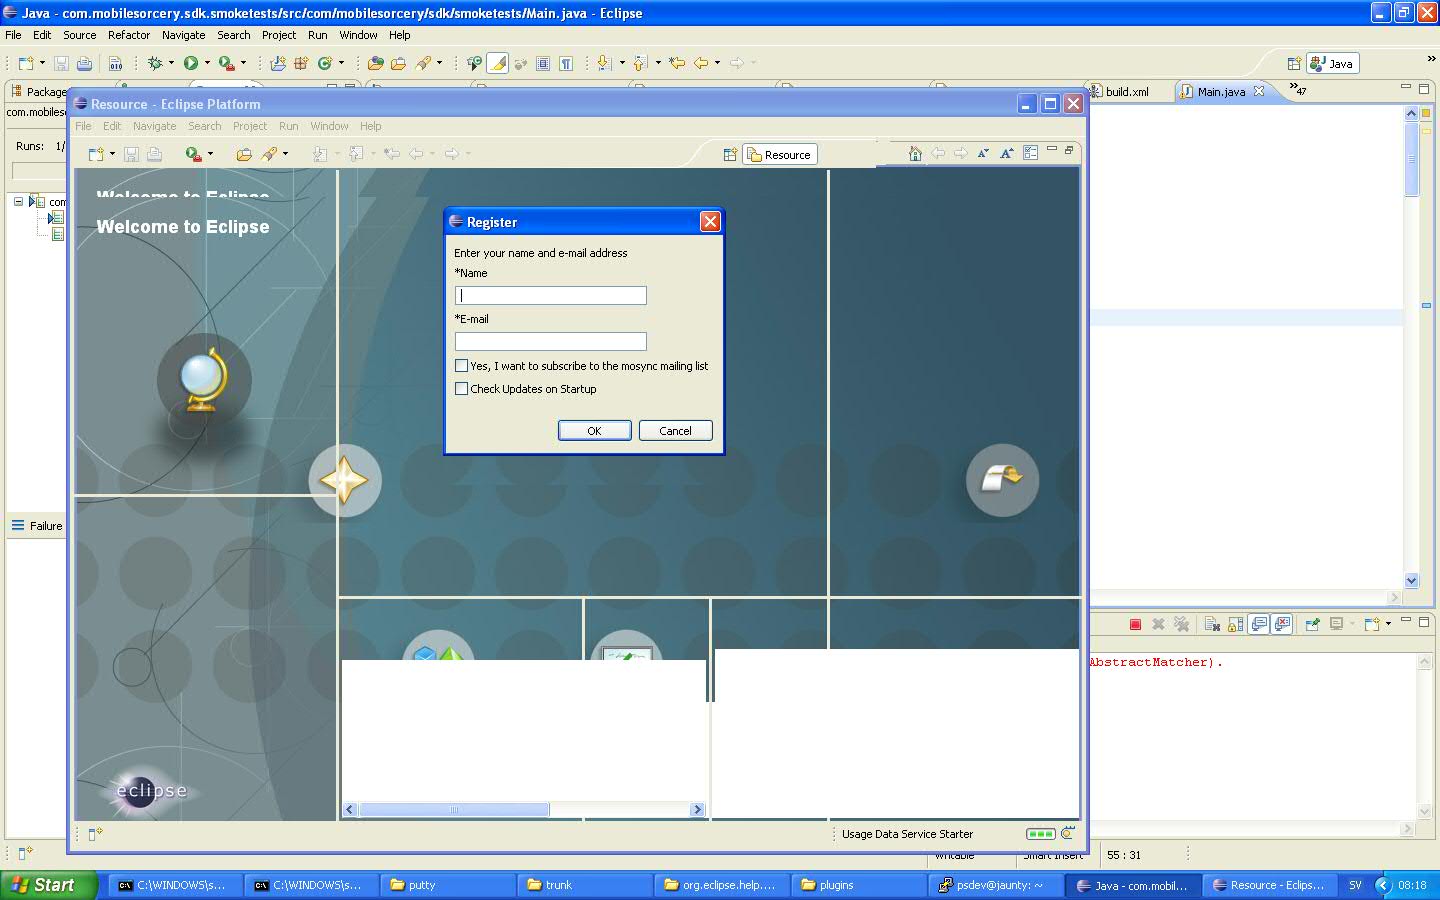 Java - com.mobilesorcery.sdk.smoketests/src/com/mobilesorcery/sdk/smoketests/Main.java - Eclipse
File Edit Source Refactor Navigate Search Project Run Window Help
Java
Package
build.xml
Main.java
47
com.mobiles
Runs: 1/
com
Failure
Resource - Eclipse Platform
File Edit Navigate Search Project Run Window Help
Resource
Welcome to Eclipse
Welcome to Eclipse
Register
Enter your name and e-mail address
*Name
*E-mail
Yes, I want to subscribe to the mosync mailing list
Check Updates on Startup
OK Cancel
eclipse
Usage Data Service Starter
AbstractMatcher).
Writable Smart Insert 55 : 31
Start C:\WINDOWS\s... C:\WINDOWS\s... putty trunk org.eclipse.help.... plugins psdev@jaunty: ~ Java - com.mobil... Resource - Eclips... SV 08:18